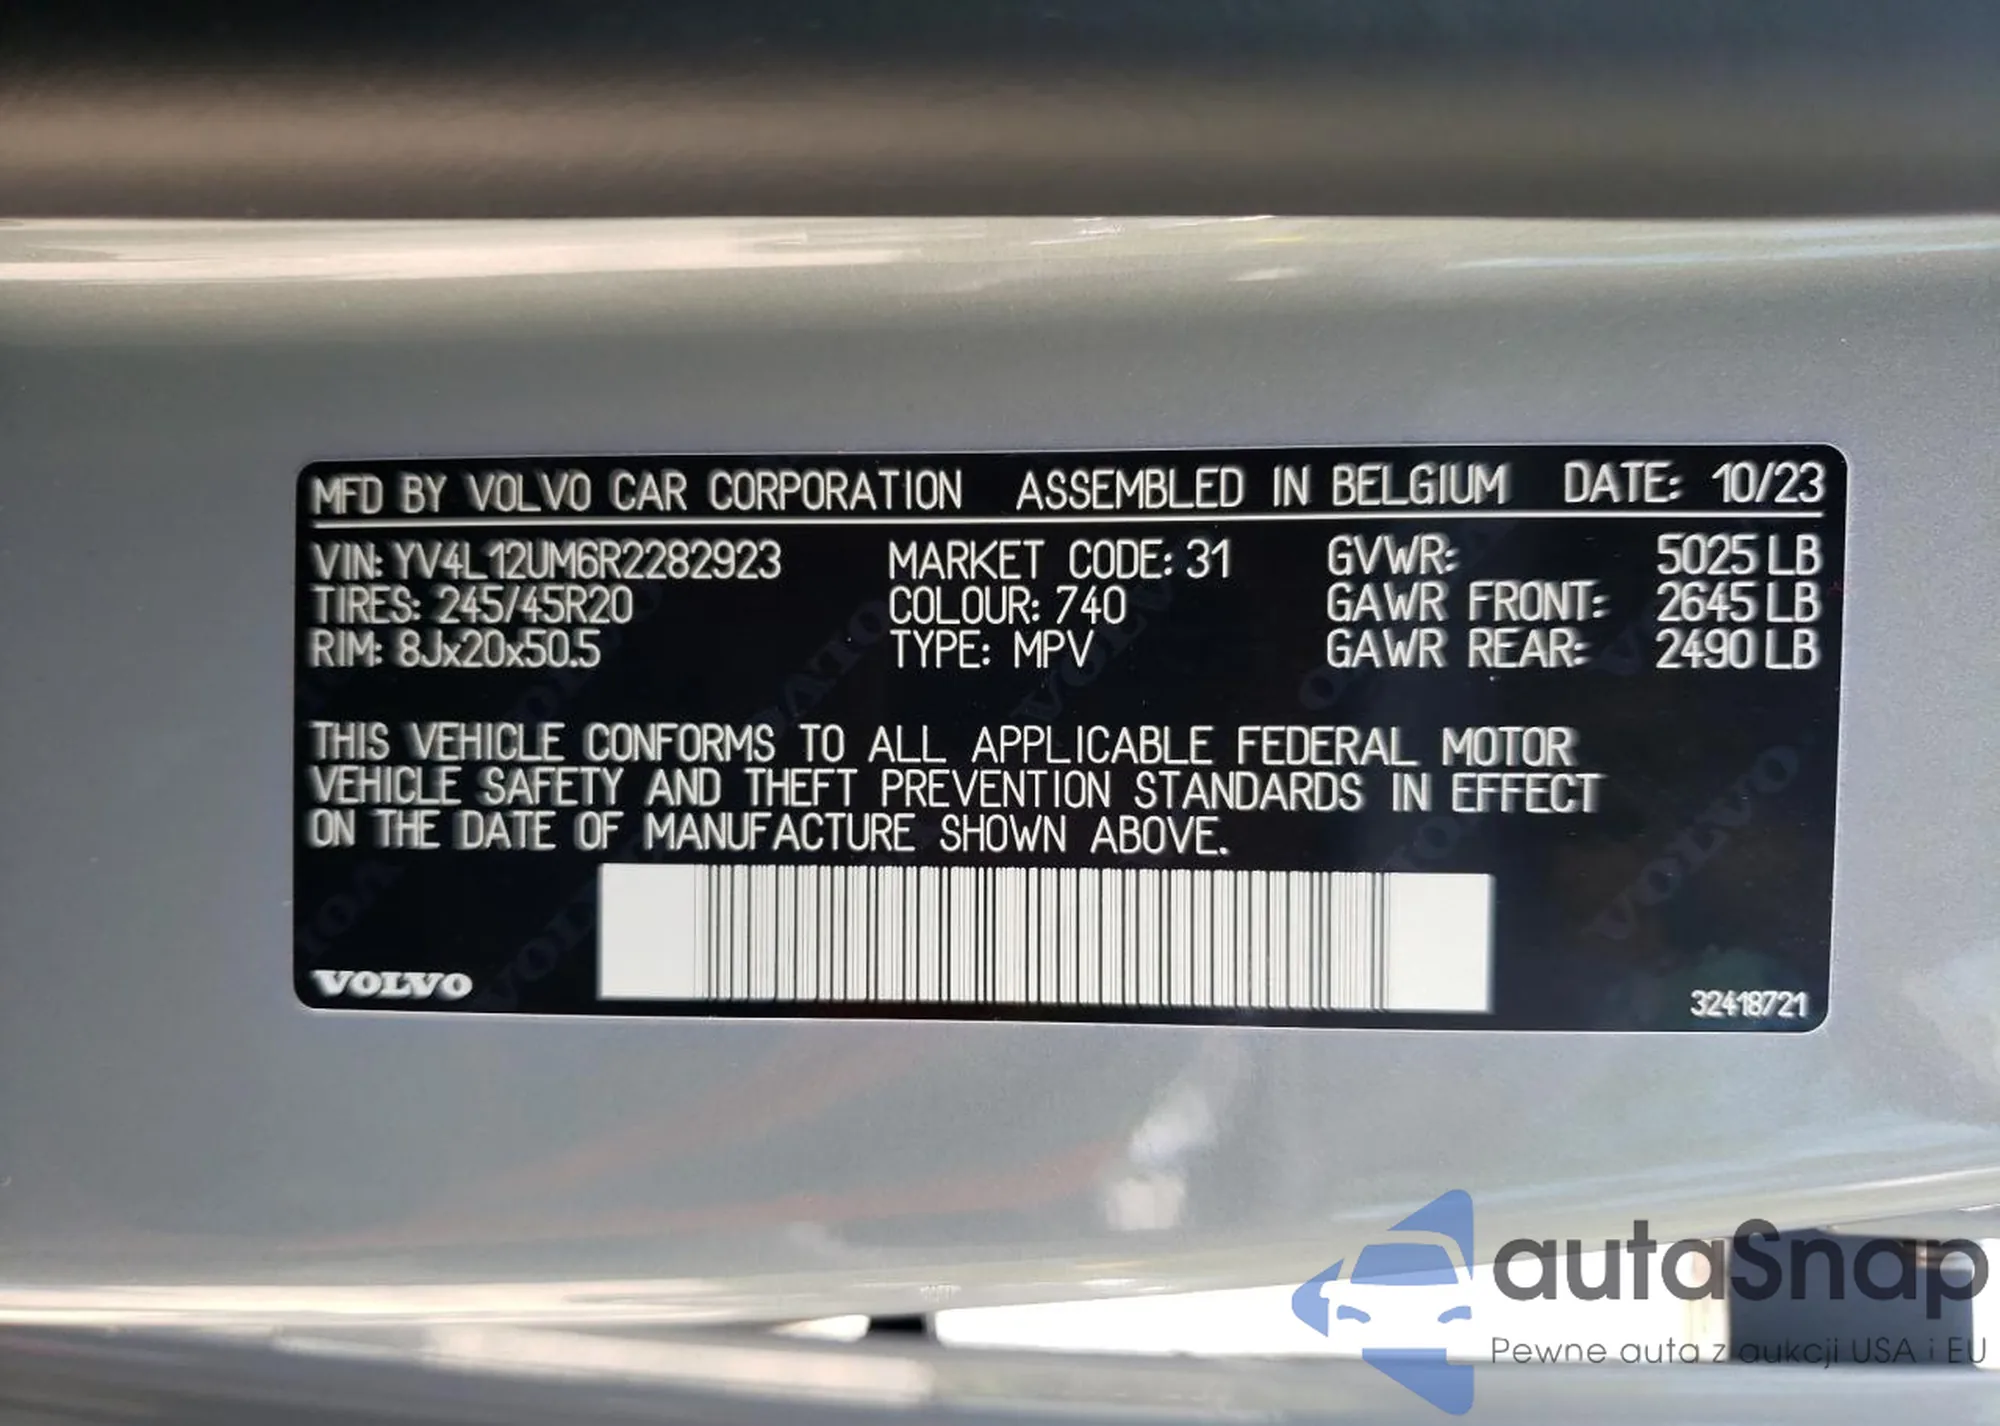 MFD BY VOLVO CAR CORPORATION ASSEMBLED IN BELGIUM DATE: 10/23
VIN: YV4L12UM6R2282923 MARKET CODE: 31 GVWR: 5025 LB
TIRES: 245/45R20 COLOUR: 740 GAWR FRONT: 2645 LB
RIM: 8Jx20x50.5 TYPE: MPV GAWR REAR: 2490 LB
THIS VEHICLE CONFORMS TO ALL APPLICABLE FEDERAL MOTOR
VEHICLE SAFETY AND THEFT PREVENTION STANDARDS IN EFFECT
ON THE DATE OF MANUFACTURE SHOWN ABOVE.
VOLVO
32418721
autaSnap
Pewne auta z aukcji USA i EU